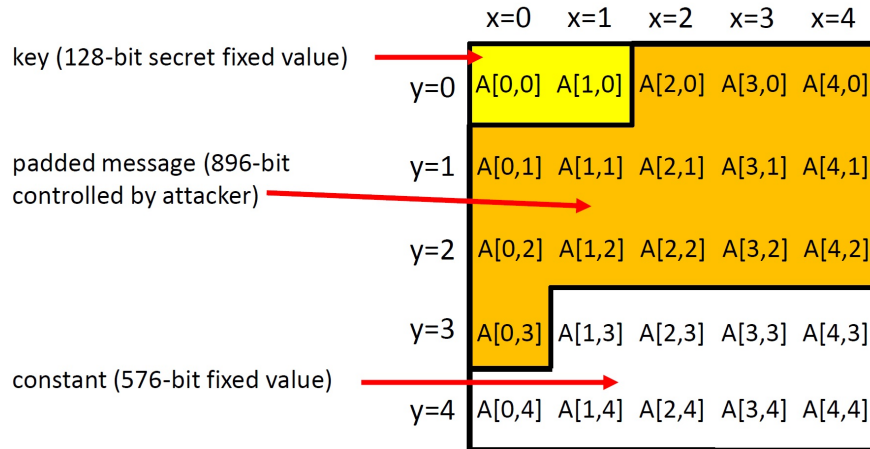 x=0 x=1 x=2 x=3 x=4
key (128-bit secret fixed value)
y=0 A[0,0] A[1,0] A[2,0] A[3,0] A[4,0]
padded message (896-bit
controlled by attacker)
y=1 A[0,1] A[1,1] A[2,1] A[3,1] A[4,1]
y=2 A[0,2] A[1,2] A[2,2] A[3,2] A[4,2]
y=3 A[0,3] A[1,3] A[2,3] A[3,3] A[4,3]
constant (576-bit fixed value)
y=4 A[0,4] A[1,4] A[2,4] A[3,4] A[4,4]